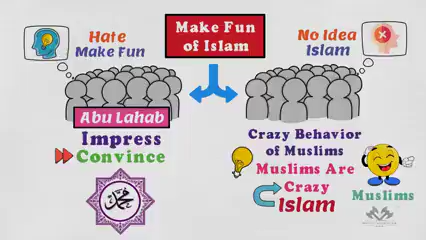 Make Fun
of Islam
Hate
Make Fun
No Idea
Islam
Abu Lahab
Impress
Convince
محمد
Crazy Behavior
of Muslims
Muslims Are
Crazy
Islam
Muslims